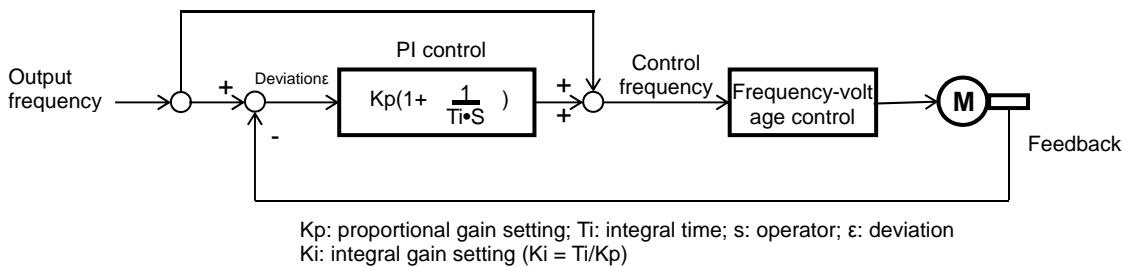 PI control
Output
frequency
+
Deviationε
-
Kp(1+ 1/Ti•S )
+
+
Control
frequency
Frequency-volt
age control
M
Feedback
Kp: proportional gain setting; Ti: integral time; s: operator; ε: deviation
Ki: integral gain setting (Ki = Ti/Kp)